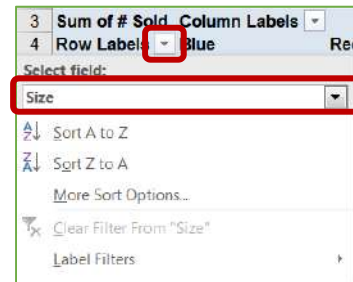 3 Sum of # Sold Column Labels
4 Row Labels Blue Re
Select field:
Size
Sort A to Z
Sort Z to A
More Sort Options...
Clear Filter From "Size"
Label Filters